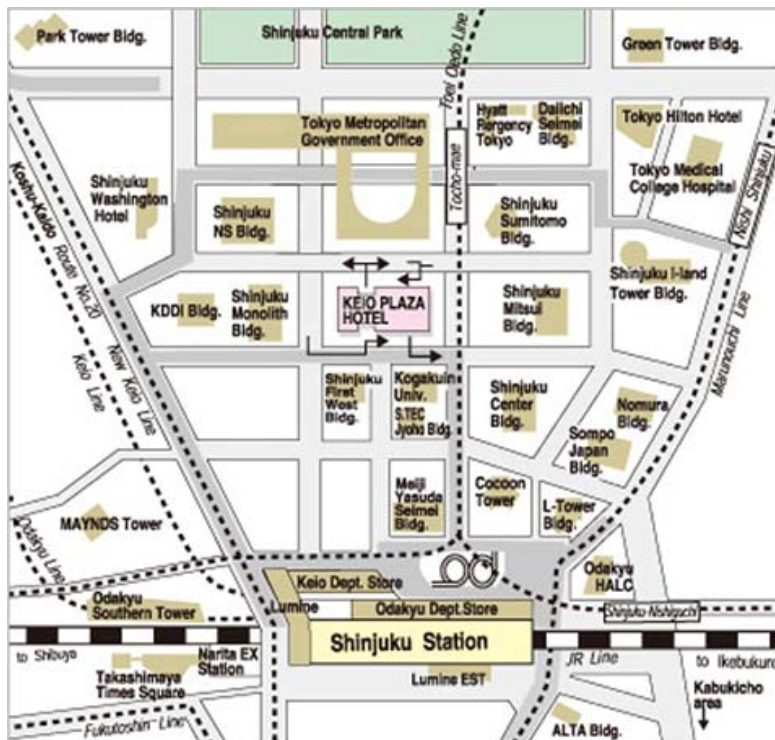 Park Tower Bldg.
Shinjuku Central Park
Toei Oedo Line
Green Tower Bldg.
Tokyo Metropolitan
Government Office
Hyatt
Regency
Tokyo
Daiichi
Seimei
Bldg.
Tokyo Hilton Hotel
Tokyo Medical
College Hospital
Nishi Shinjuku
Tocho-mae
Shinjuku
Washington
Hotel
Shinjuku
NS Bldg.
Shinjuku
Sumitomo
Bldg.
Shinjuku I-land
Tower Bldg.
Koshu-Kaido Route No.20
KDDI Bldg.
Shinjuku
Monolith
Bldg.
KEIO PLAZA
HOTEL
Shinjuku
Mitsui
Bldg.
Marunouchi Line
Keio Line
New Keio Line
Shinjuku
First
West
Bldg.
Kogakuin
Univ.
S.TEC
Jyoho Bldg.
Shinjuku
Center
Bldg.
Nomura
Bldg.
Sompo
Japan
Bldg.
Meiji
Yasuda
Seimei
Bldg.
Cocoon
Tower
L-Tower
Bldg.
MAYNDS Tower
Odakyu Line
Odakyu
HALC
Keio Dept. Store
Odakyu
Southern Tower
Lumine
Odakyu Dept.Store
Shinjuku-Nishiguchi
Shinjuku Station
to Shibuya
Narita EX
Station
Takashimaya
Times Square
Lumine EST
JR Line
to Ikebukuro
Kabukicho
area
Fukutoshin Line
ALTA Bldg.